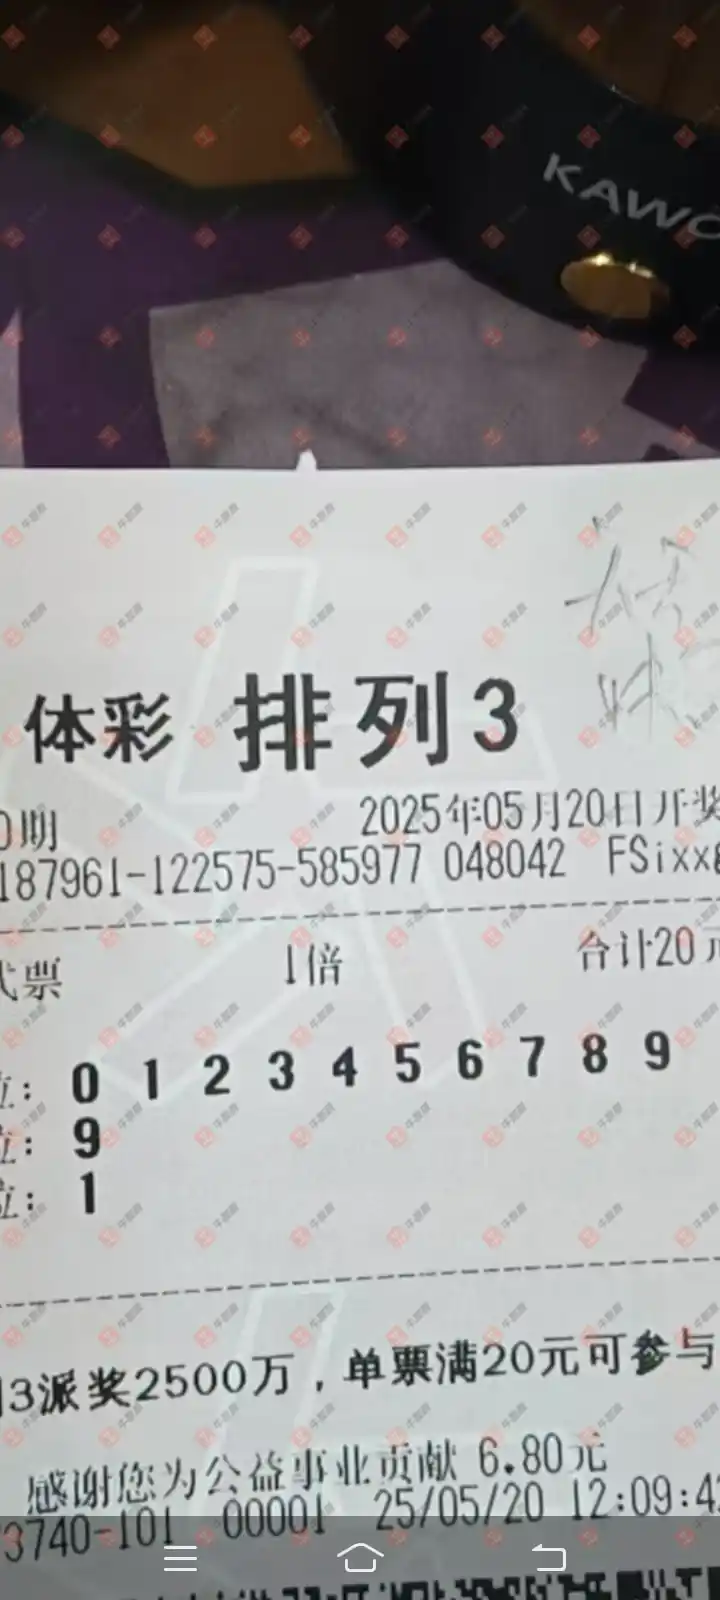 KAWO
体彩 排列3
0期 2025年05月20日开奖
187961-122575-585977 048042 FSixxg
式票 1倍 合计20元
位: 0 1 2 3 4 5 6 7 8 9
位: 9
位: 1
列3派奖2500万，单票满20元可参与
感谢您为公益事业贡献 6.80元
3740-101 00001 25/05/20 12:09:42